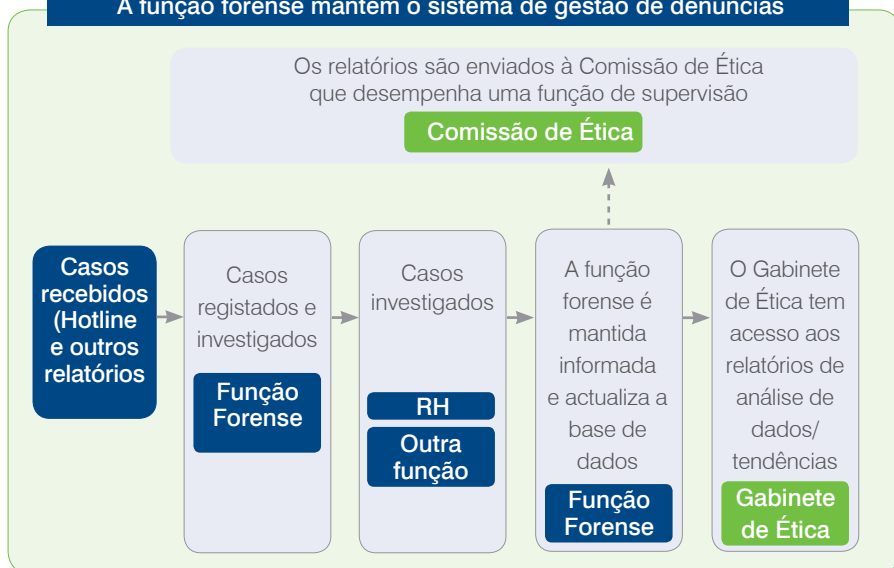 A função forense mantém o sistema de gestão de denúncias
Os relatórios são enviados à Comissão de Ética
que desempenha uma função de supervisão
Comissão de Ética
Casos
recebidos
(Hotline
e outros
relatórios
Casos
registados e
investigados
Função
Forense
Casos
investigados
RH
Outra
função
A função
forense é
mantida
informada
e actualiza a
base de
dados
Função
Forense
O Gabinete
de Ética tem
acesso aos
relatórios de
análise de
dados/
tendências
Gabinete
de Ética